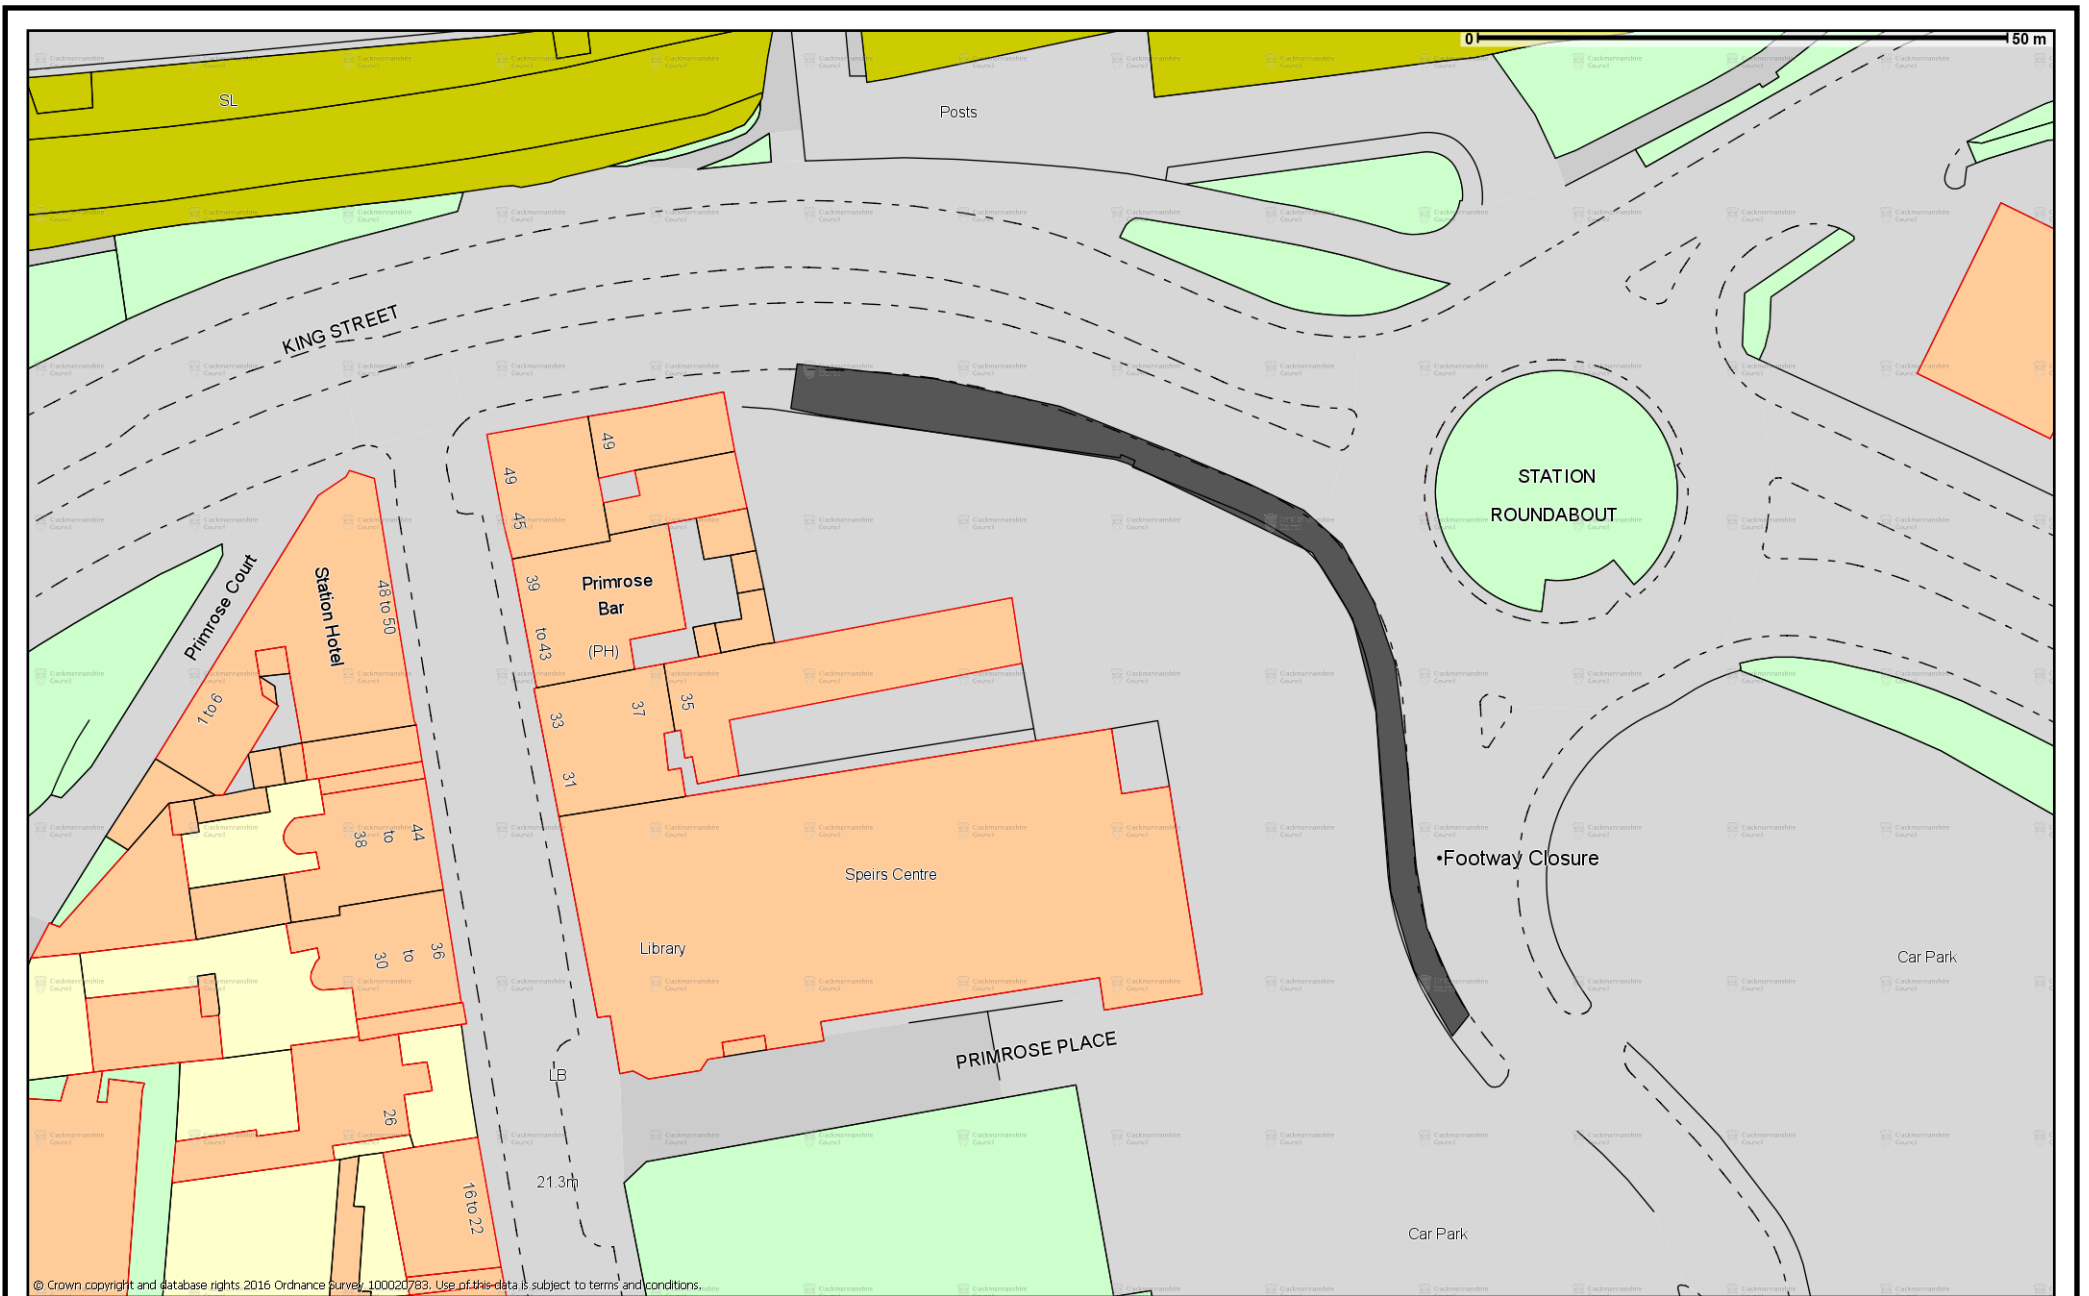 0 50 m
SL
Posts
KING STREET
STATION
ROUNDABOUT
49
49
45
Primrose Court
Station Hotel
48 to 50
39
to 43
Primrose
Bar
(PH)
1 to 6
33
37
35
31
44
to
38
•Footway Closure
Speirs Centre
Library
36
to
30
Car Park
PRIMROSE PLACE
LB
26
21.3m
16 to 22
Car Park
© Crown copyright and database rights 2016 Ordnance Survey 100020783. Use of this data is subject to terms and conditions.
Clackmannanshire
Council